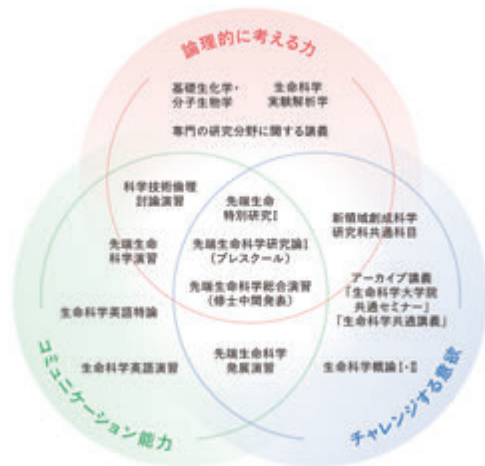 論理的に考える力
基礎生化学・
分子生物学
生命科学
実験解析学
専門の研究分野に関する講義
科学技術倫理
討論演習
先端生命
特別研究I
新領域創成科学
研究科共通科目
先端生命
科学演習
先端生命科学研究論I
(プレスクール)
先端生命科学総合演習
(修士中間発表)
アーカイブ講義
「生命科学大学院
共通セミナー」
「生命科学共通講義」
生命科学英語特論
生命科学英語演習
先端生命科学
発展演習
生命科学概論I・II
コミュニケーション能力
チャレンジする意欲